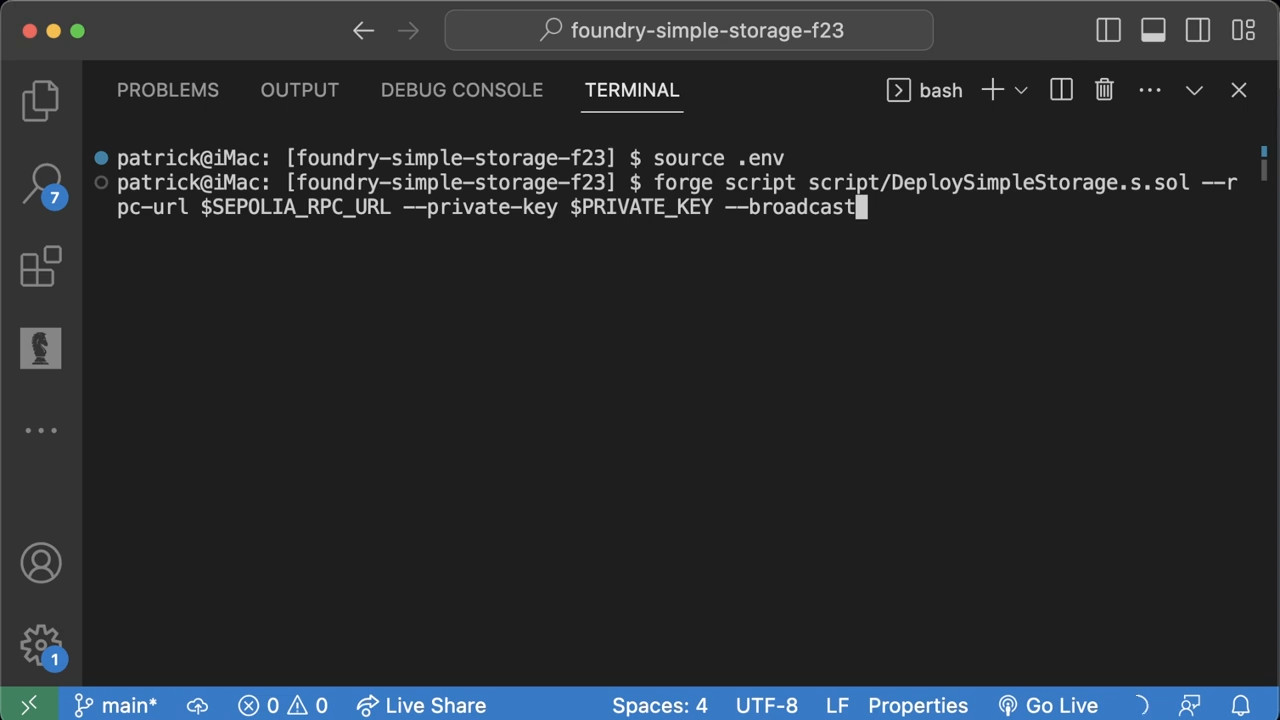 foundry-simple-storage-f23
PROBLEMS OUTPUT DEBUG CONSOLE TERMINAL bash
patrick@iMac: [foundry-simple-storage-f23] $ source .env
patrick@iMac: [foundry-simple-storage-f23] $ forge script script/DeploySimpleStorage.s.sol --r
pc-url $SEPOLIA_RPC_URL --private-key $PRIVATE_KEY --broadcast
7
1
main* 0 0 Live Share Spaces: 4 UTF-8 LF Properties Go Live